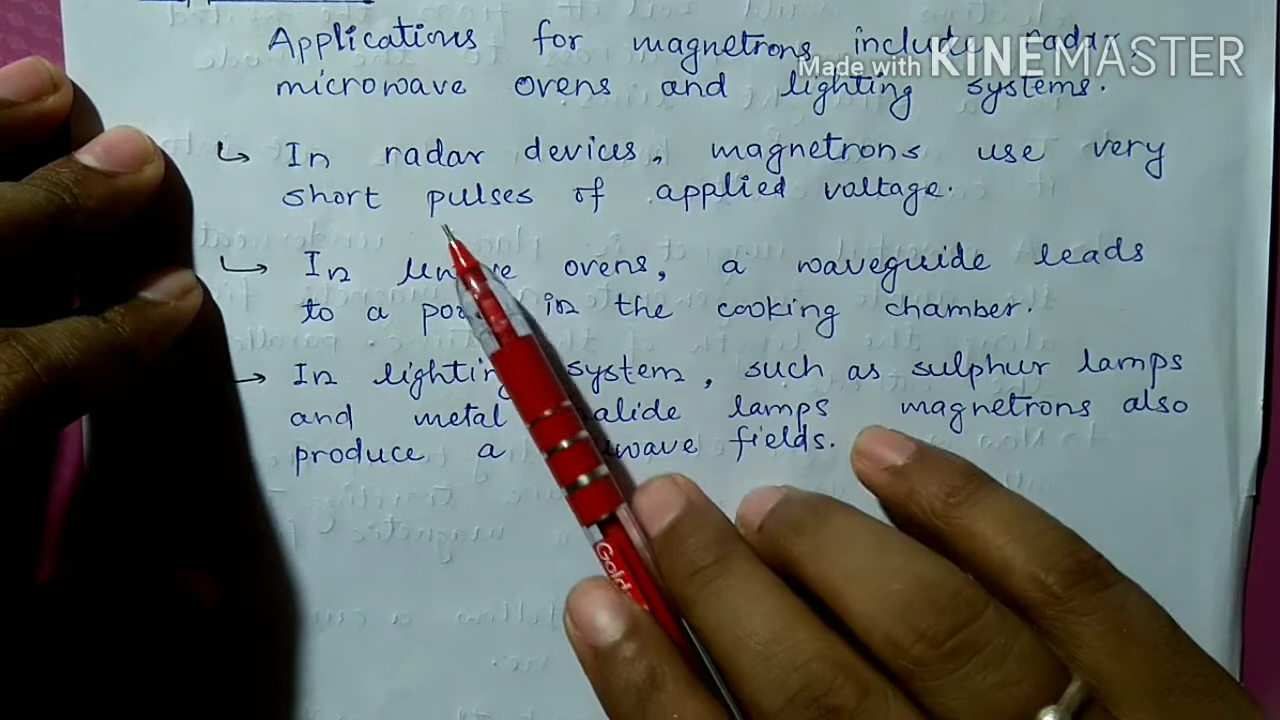 Applications for magnetrons include radar,
Made with KINEMASTER
microwave ovens and lighting systems.
↳ In radar devices, magnetrons use very
short pulses of applied voltage.
↳ In ovens, a waveguide leads
to a in the cooking chamber.
→ In lighting system, such as sulphur lamps
and metal lamps magnetrons also
produce a fields.
Gold